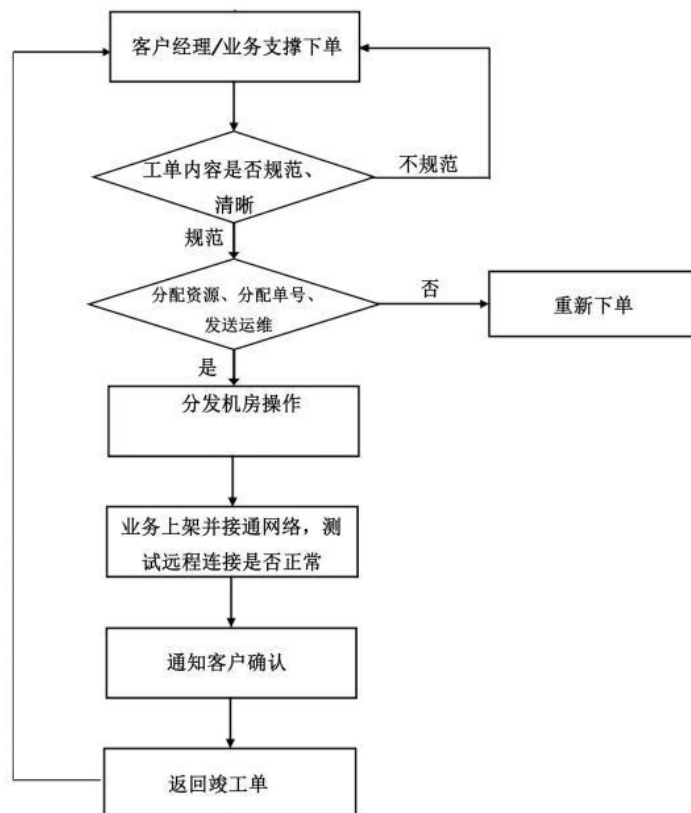 客户经理/业务支撑下单
工单内容是否规范、
清晰
不规范
规范
分配资源、分配单号、
发送运维
否
重新下单
是
分发机房操作
业务上架并接通网络，测
试远程连接是否正常
通知客户确认
返回竣工单